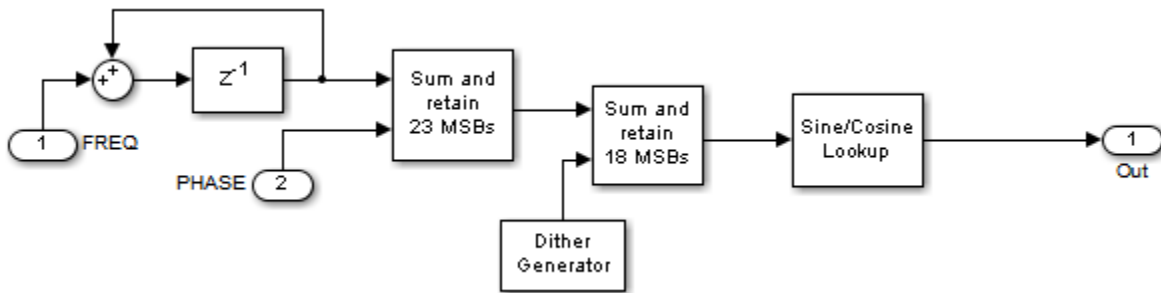 +
+
Z-1
Sum and
retain
23 MSBs
1
FREQ
PHASE
2
Sum and
retain
18 MSBs
Dither
Generator
Sine/Cosine
Lookup
1
Out